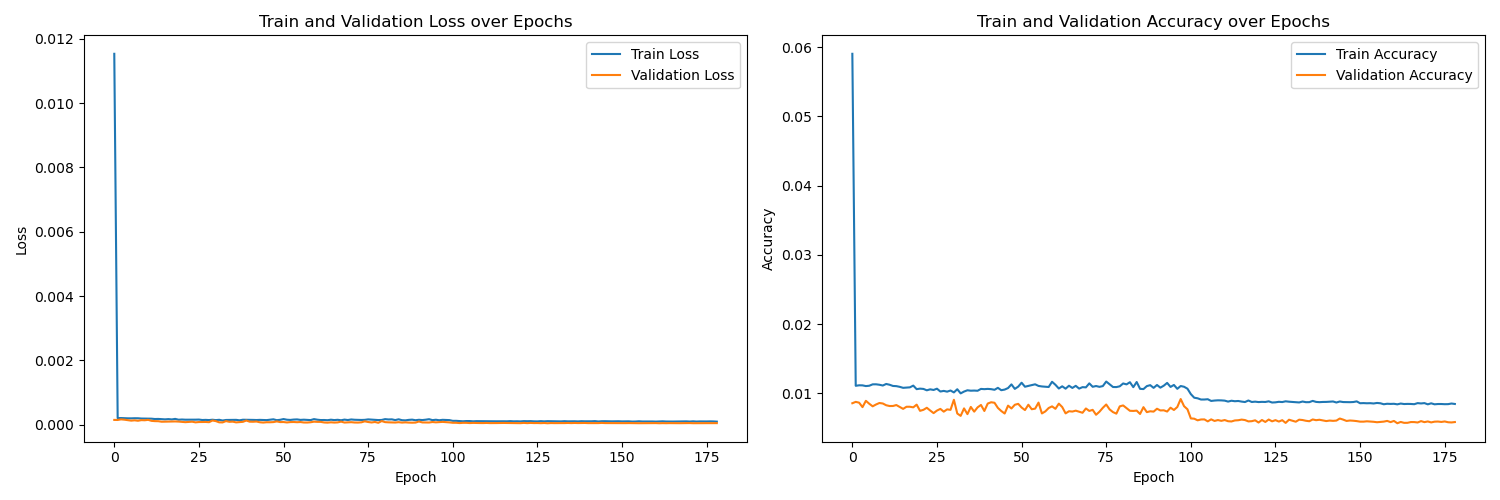 Train and Validation Loss over Epochs
Train Loss
Validation Loss
0.012
0.010
0.008
0.006
0.004
0.002
0.000
Loss
0 25 50 75 100 125 150 175
Epoch
Train and Validation Accuracy over Epochs
Train Accuracy
Validation Accuracy
0.06
0.05
0.04
0.03
0.02
0.01
Accuracy
0 25 50 75 100 125 150 175
Epoch